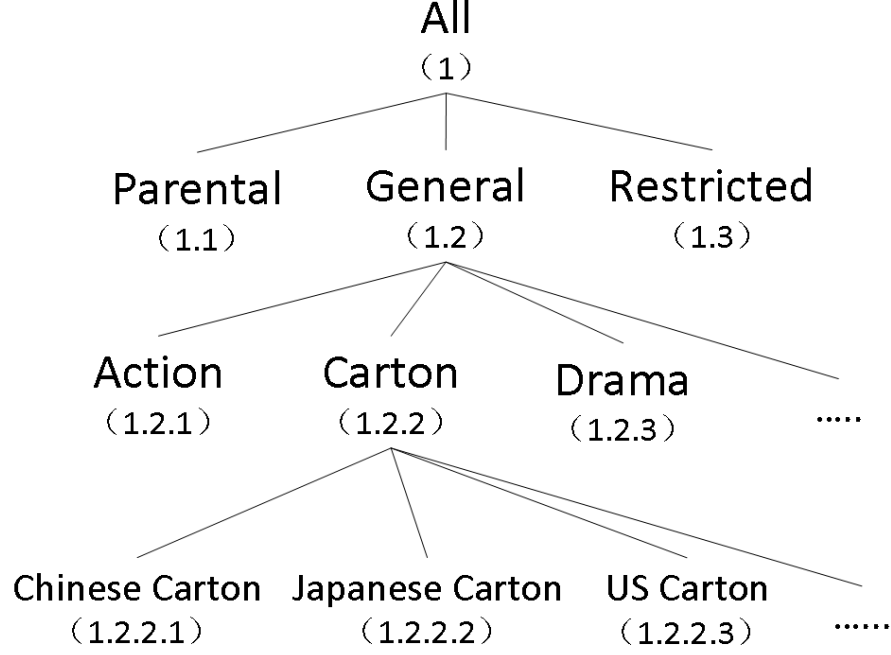 All
（1）
Parental General Restricted
（1.1） （1.2） （1.3）
Action Carton Drama .....
（1.2.1） （1.2.2） （1.2.3）
Chinese Carton Japanese Carton US Carton ......
（1.2.2.1） （1.2.2.2） （1.2.2.3）